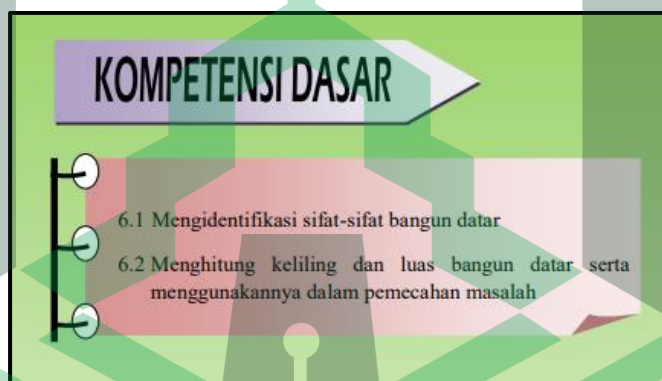 KOMPETENSI DASAR
6.1 Mengidentifikasi sifat-sifat bangun datar
6.2 Menghitung keliling dan luas bangun datar serta
menggunakannya dalam pemecahan masalah